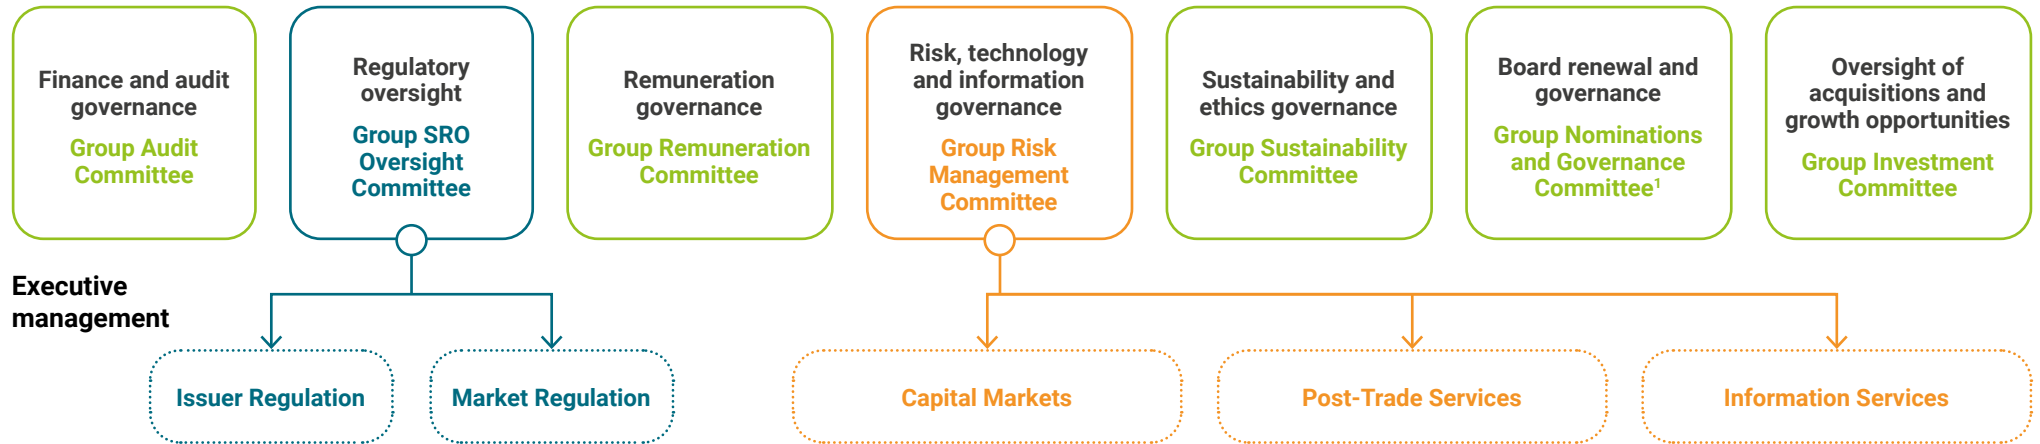 Finance and audit
governance
Group Audit
Committee
Regulatory
oversight
Group SRO
Oversight
Committee
Remuneration
governance
Group Remuneration
Committee
Risk, technology
and information
governance
Group Risk
Management
Committee
Sustainability and
ethics governance
Group Sustainability
Committee
Board renewal and
governance
Group Nominations
and Governance
Committee¹
Oversight of
acquisitions and
growth opportunities
Group Investment
Committee
Executive
management
Issuer Regulation
Market Regulation
Capital Markets
Post-Trade Services
Information Services